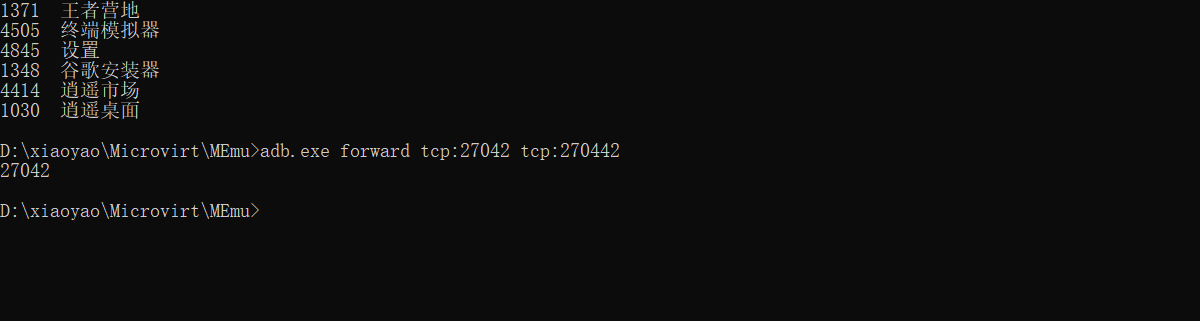 1371  王者营地
4505  终端模拟器
4845  设置
1348  谷歌安装器
4414  逍遥市场
1030  逍遥桌面
D:\xiaoyao\Microvirt\MEmu>adb.exe forward tcp:27042 tcp:270442
27042
D:\xiaoyao\Microvirt\MEmu>